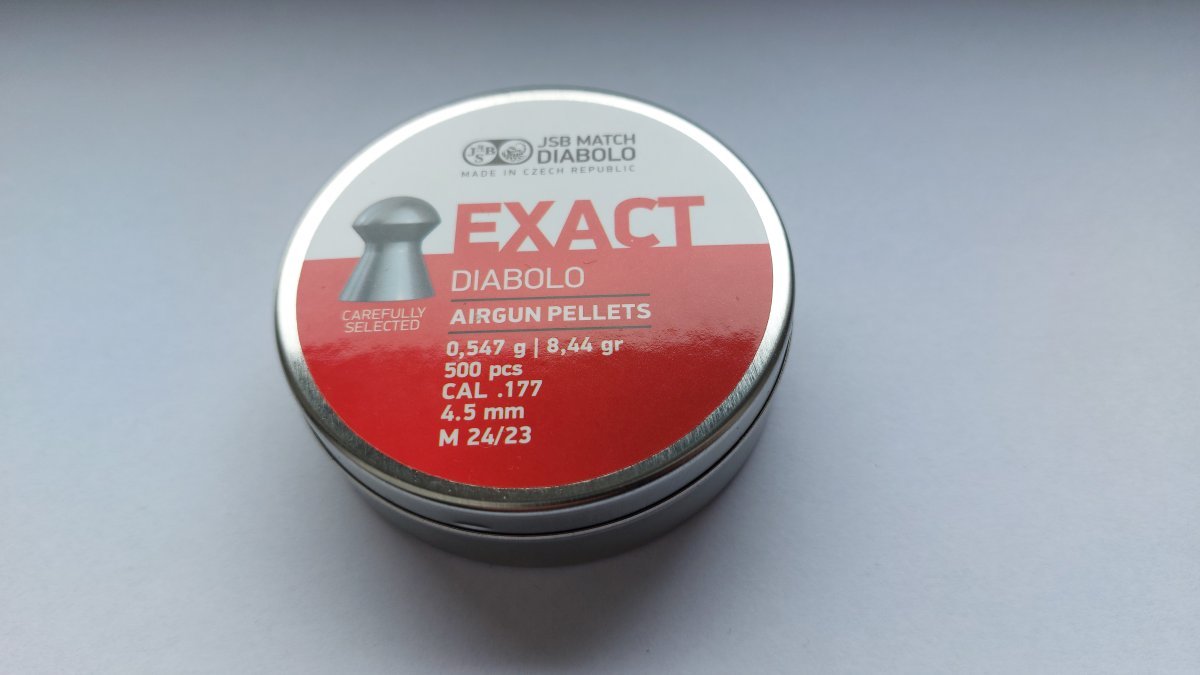 JSB
JSB MATCH
DIABOLO
MADE IN CZECH REPUBLIC
EXACT
DIABOLO
CAREFULLY
SELECTED
AIRGUN PELLETS
0,547 g | 8,44 gr
500 pcs
CAL .177
4.5 mm
M 24/23